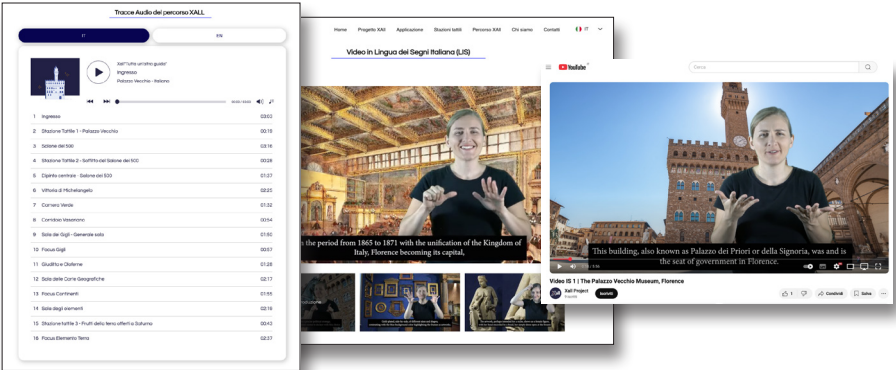 Tracce Audio del percorso XALL
IT
EN
Xall "Tutta un'altra guida"
Ingresso
Palazzo Vecchio - Italiano
1 Ingresso 03:03
2 Stazione Tattile 1 - Palazzo Vecchio 00:19
3 Salone dei 500 03:16
4 Stazione Tattile 2 - Soffitto del Salone dei 500 00:28
5 Dipinto centrale - Salone dei 500 01:37
6 Vittoria di Michelangelo 02:25
7 Camera Verde 01:32
8 Corridoio Vasariano 00:54
9 Sala dei Gigli - Generale sala 01:50
10 Focus Gigli 00:57
11 Giuditta e Oloferne 01:28
12 Sala delle Carte Geografiche 02:17
13 Focus Continenti 01:55
14 Sala degli elementi 02:16
15 Stazione tattile 3 - Frutti della terra offerti a Saturno 00:43
16 Focus Elemento Terra 02:37
Home Progetto XAll Applicazione Stazioni tattili Percorso XAll Chi siamo Contatti IT
Video in Lingua dei Segni Italiana (LIS)
the period from 1865 to 1871 with the unification of the Kingdom of
Italy, Florence becoming its capital,
YouTube
Cerca
This building, also known as Palazzo dei Priori or della Signoria, was and is
the seat of government in Florence.
Video IS 1 | The Palazzo Vecchio Museum, Florence
Xall Project
Iscriviti
1
Condividi
Salva